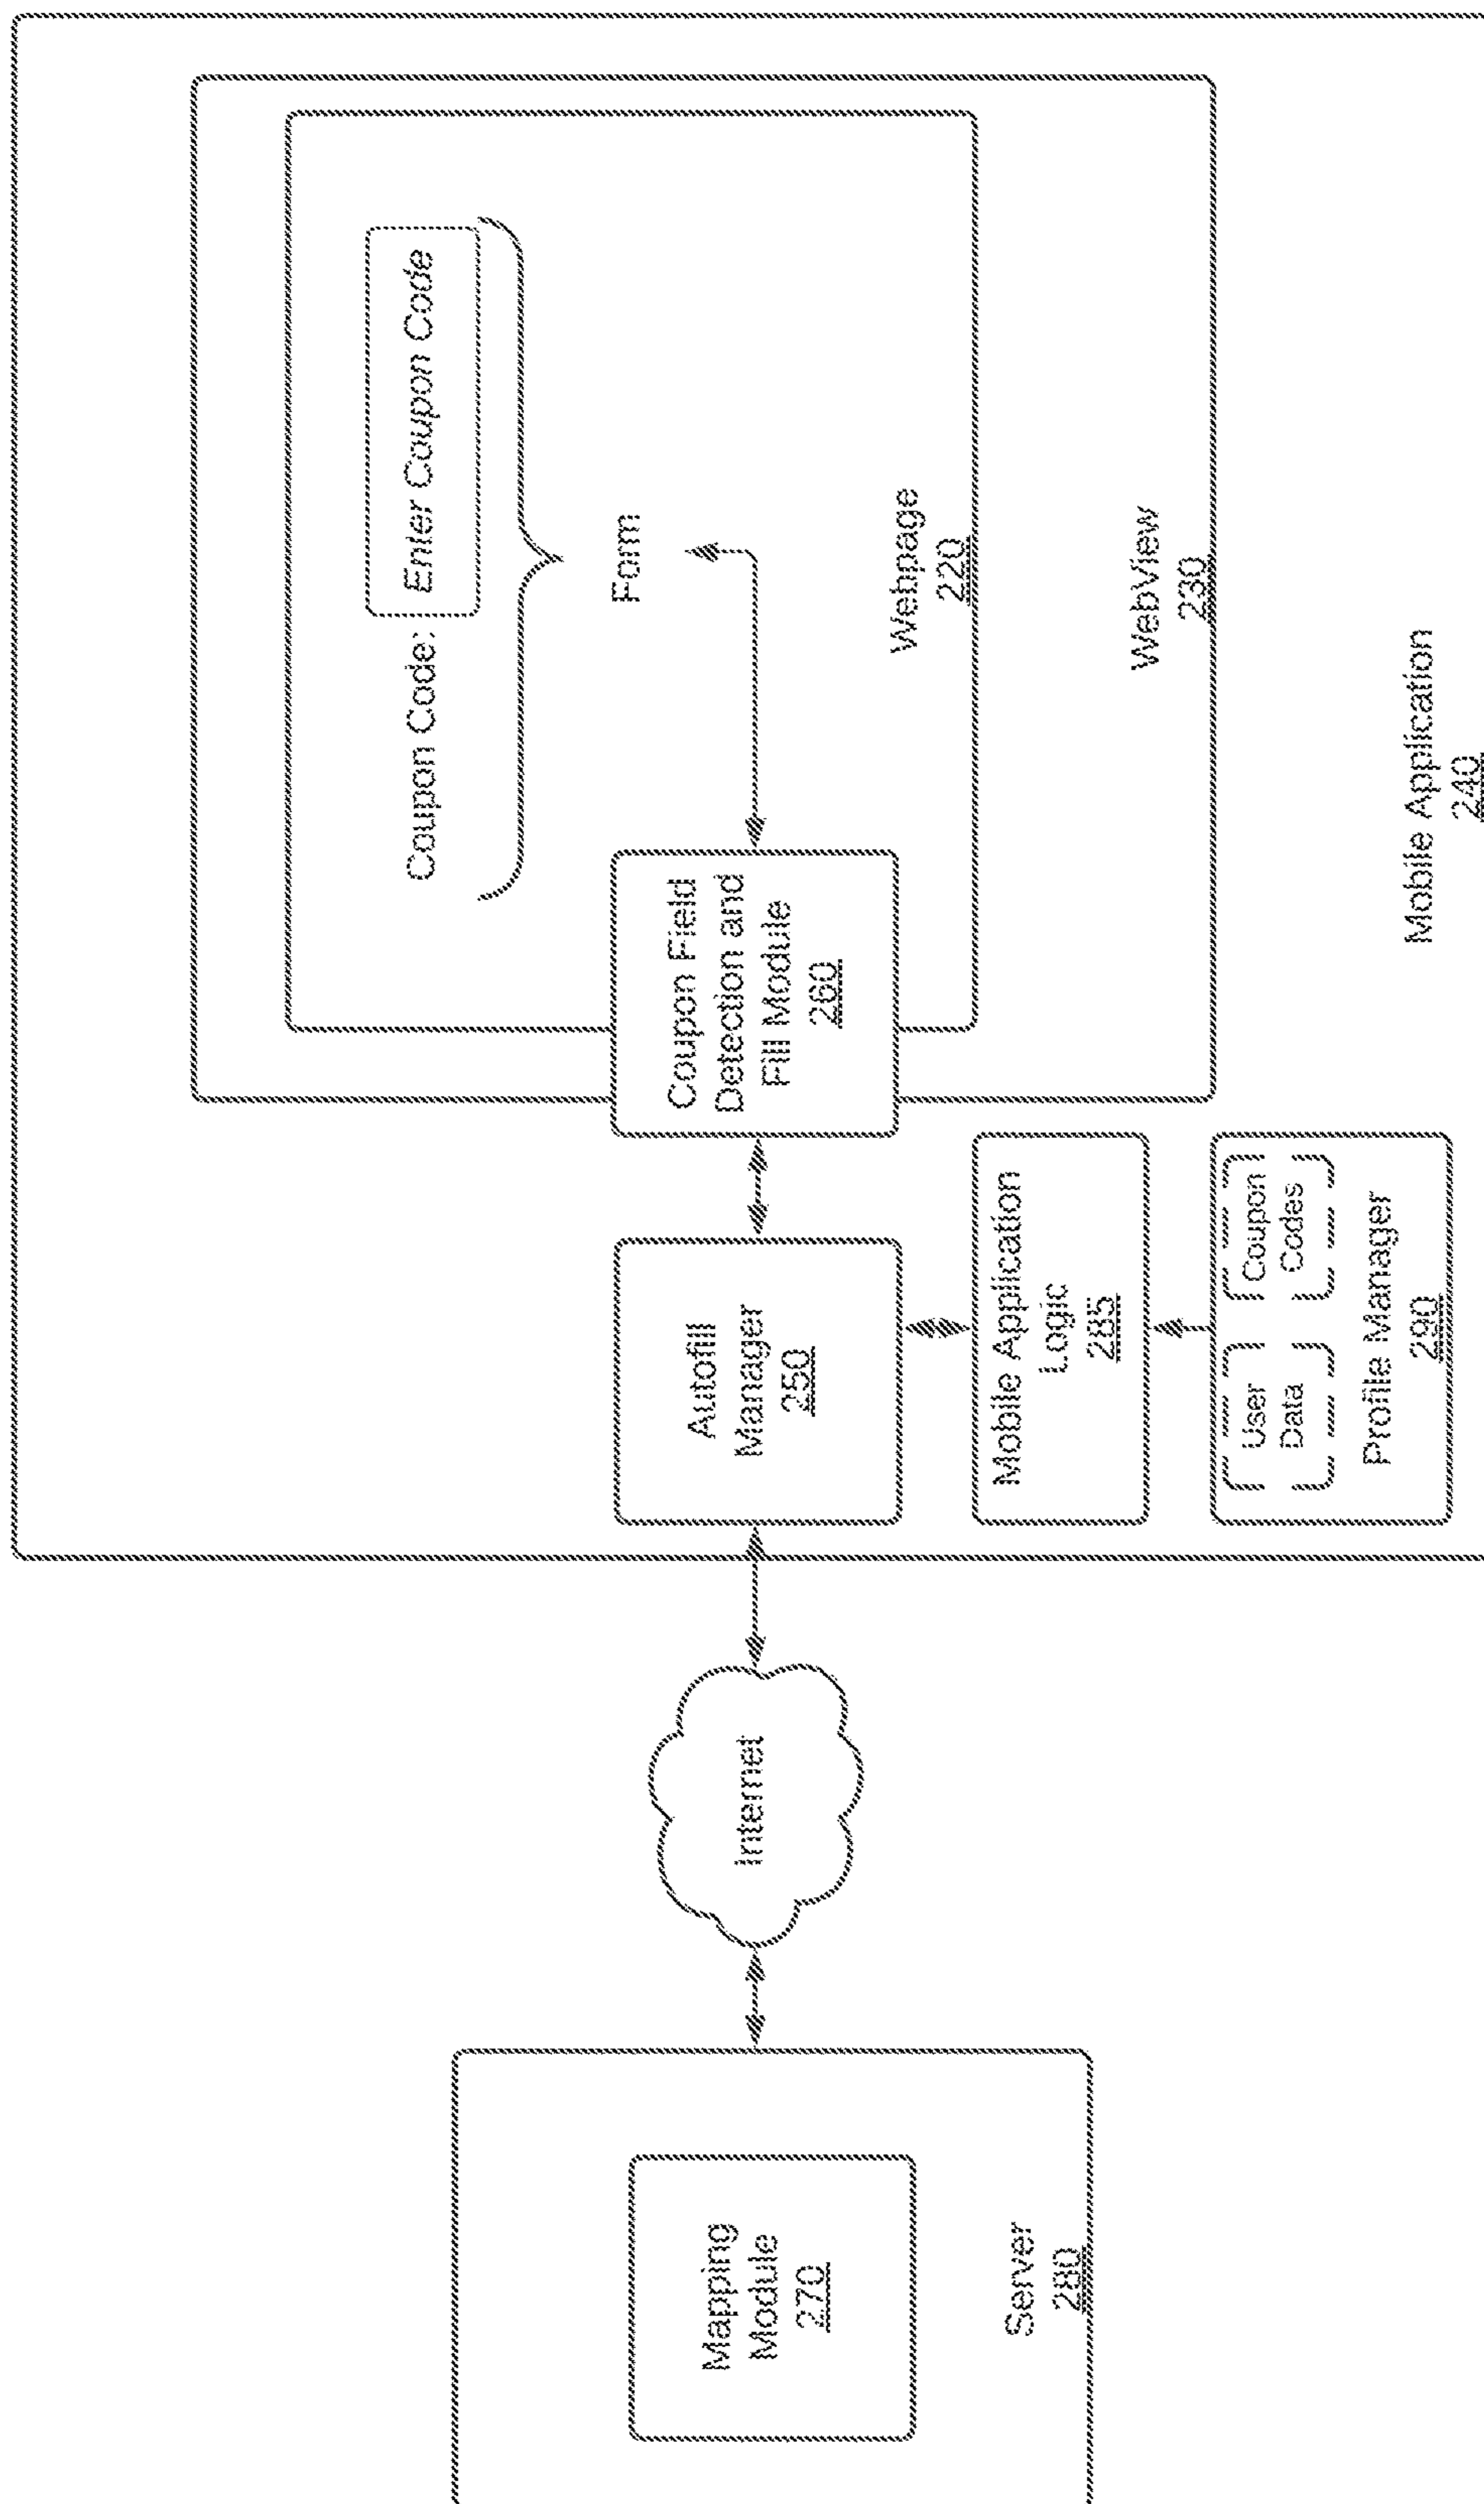 Coupon Code: Enter Coupon Code
Form
Webpage
220
WebView
230
Mobile Application
240
Coupon Field
Detection and
Fill Module
260
Autofill
Manager
250
Mobile Application
Logic
285
User
Data
Coupon
Codes
Profile Manager
290
Internet
Mapping
Module
270
Server
280